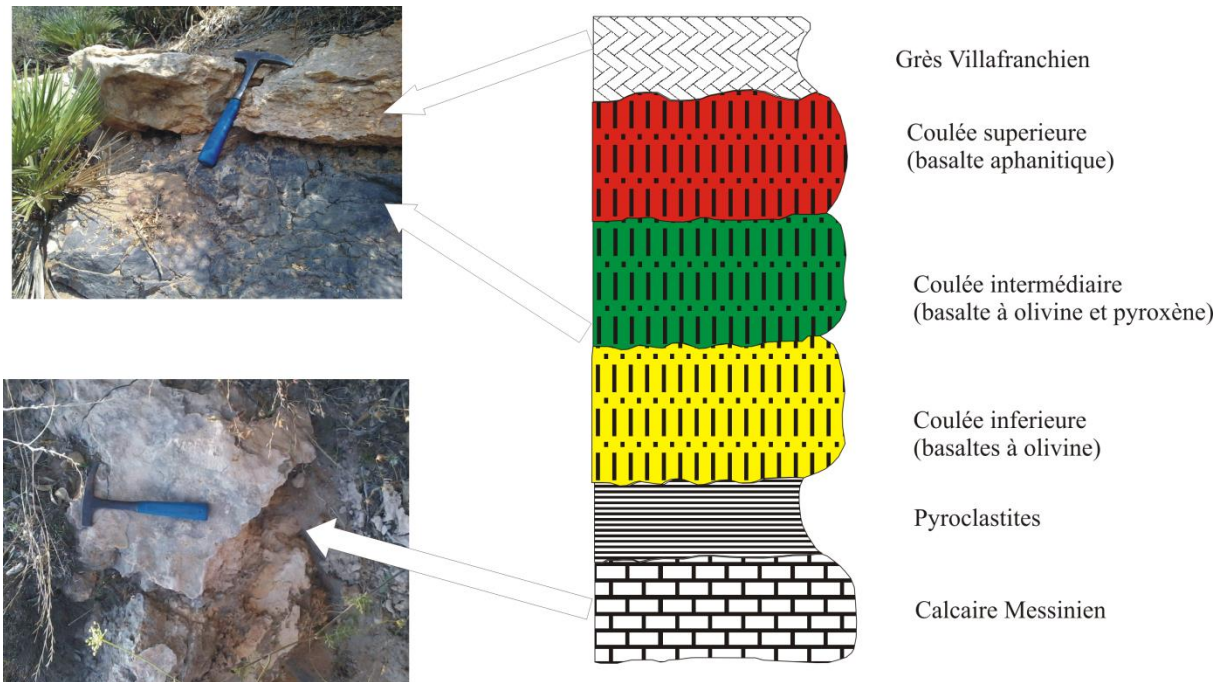 Grès Villafranchien
Coulée superieure
(basalte aphanitique)
Coulée intermédiaire
(basalte à olivine et pyroxène)
Coulée inferieure
(basaltes à olivine)
Pyroclastites
Calcaire Messinien